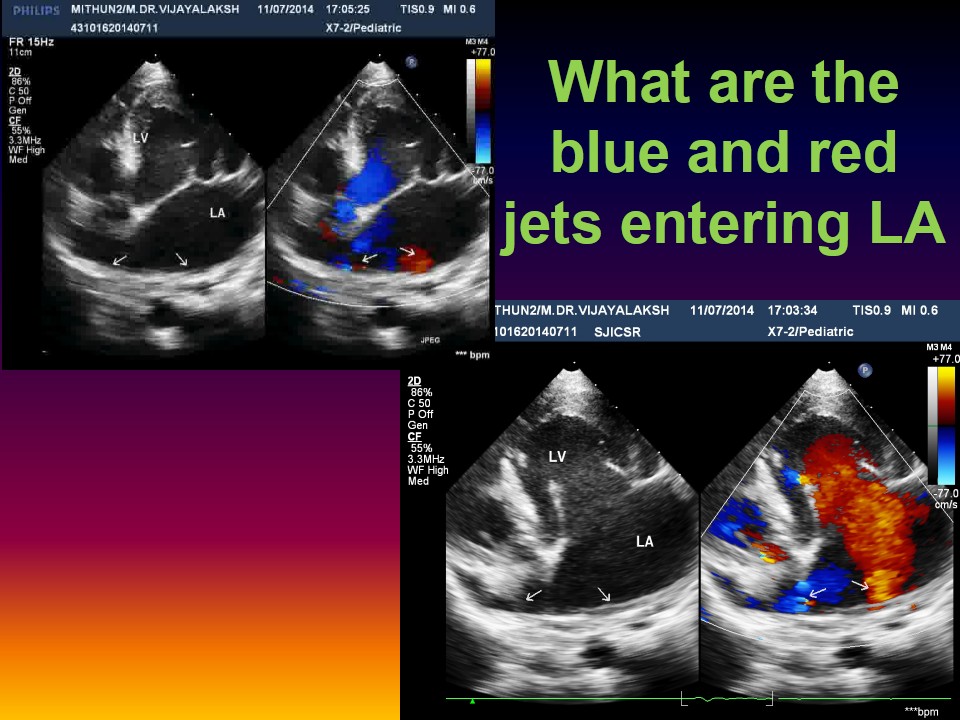 PHILIPS MITHUN2/M.DR.VIJAYALAKSH 11/07/2014 17:05:25 TIS0.9 MI 0.6
43101620140711 X7-2/Pediatric
FR 15Hz
11cm
M3 M4
+77.0
2D
86%
C 50
P Off
Gen
CF
55%
3.3MHz
WF High
Med
P
LV
LA
-77.0
cm/s
JPEG
*** bpm
What are the
blue and red
jets entering LA
THUN2/M.DR.VIJAYALAKSH 11/07/2014 17:03:34 TIS0.9 MI 0.6
101620140711 SJICSR X7-2/Pediatric
M3 M4
+77.0
2D
86%
C 50
P Off
Gen
CF
55%
3.3MHz
WF High
Med
P
LV
LA
-77.0
cm/s
***bpm